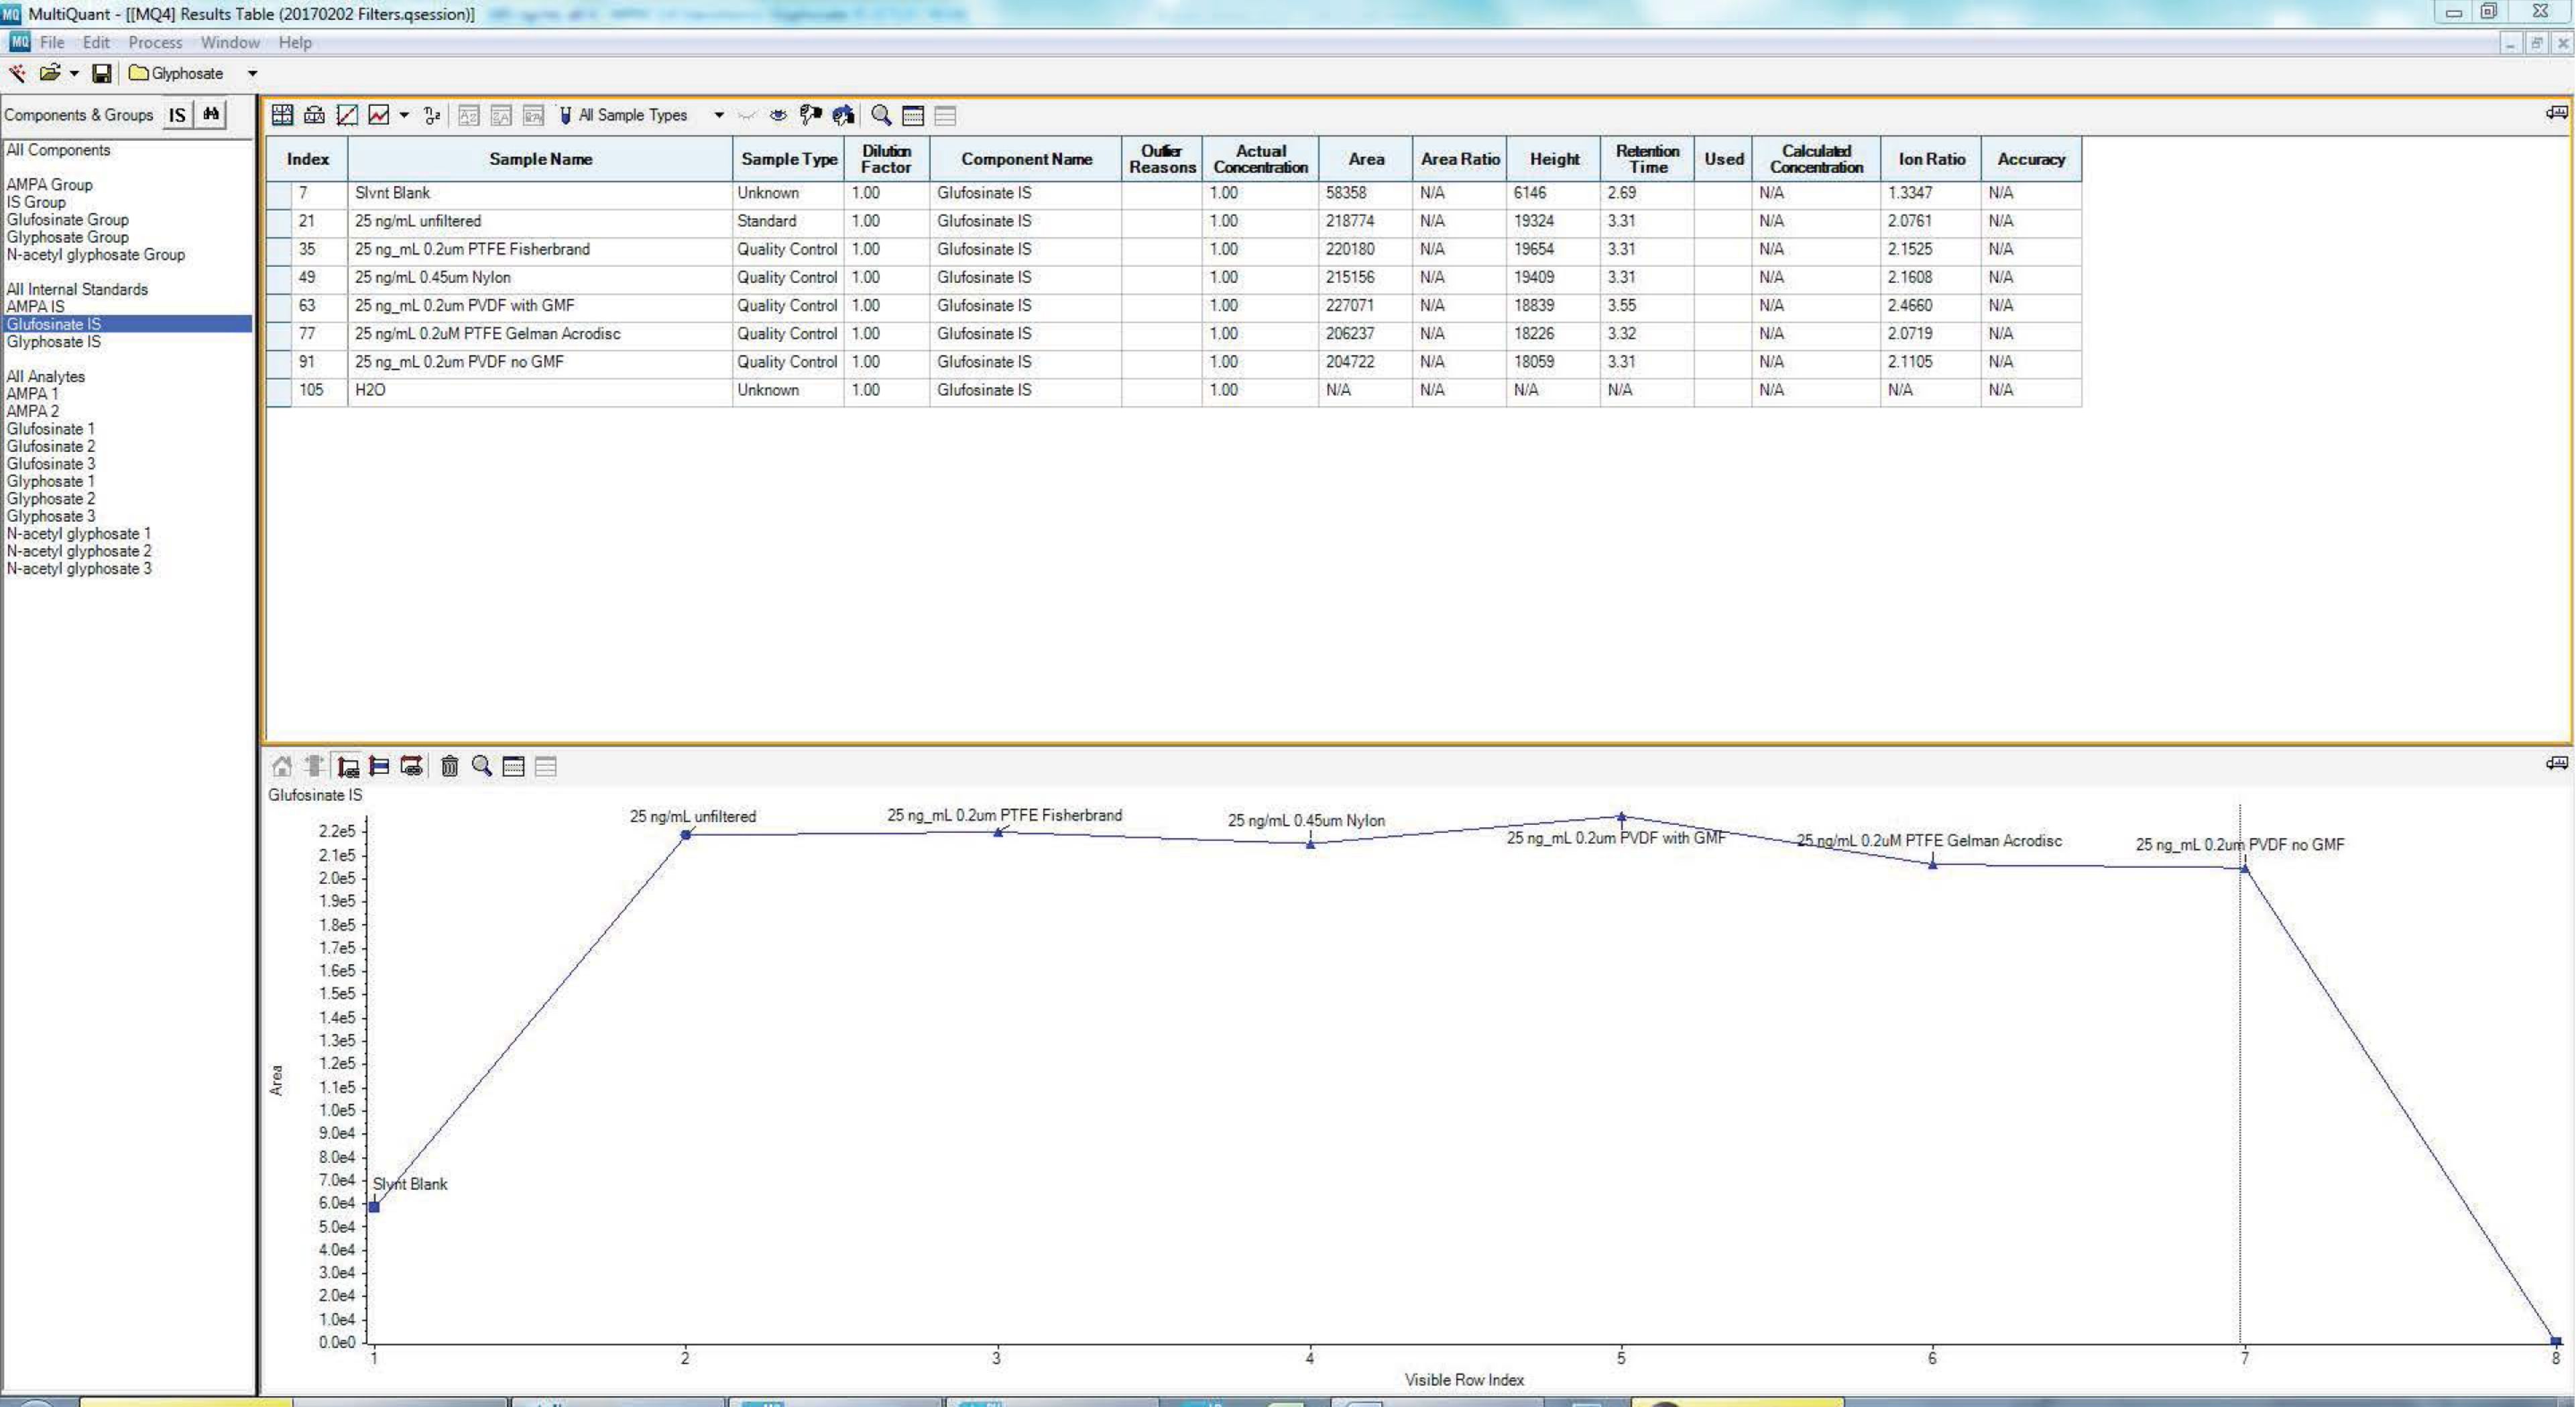 MultiQuant - [[MQ4] Results Table (20170202 Filters.qsession)]
File Edit Process Window Help
Glyphosate
Components & Groups IS
All Components
AMPA Group
IS Group
Glufosinate Group
Glyphosate Group
N-acetyl glyphosate Group
All Internal Standards
AMPA IS
Glufosinate IS
Glyphosate IS
All Analytes
AMPA 1
AMPA 2
Glufosinate 1
Glufosinate 2
Glufosinate 3
Glyphosate 1
Glyphosate 2
Glyphosate 3
N-acetyl glyphosate 1
N-acetyl glyphosate 2
N-acetyl glyphosate 3
All Sample Types
Index Sample Name Sample Type Dilution Factor Component Name Outlier Reasons Actual Concentration Area Area Ratio Height Retention Time Used Calculated Concentration Ion Ratio Accuracy
7 Slvnt Blank Unknown 1.00 Glufosinate IS 1.00 58358 N/A 6146 2.69 N/A 1.3347 N/A
21 25 ng/mL unfiltered Standard 1.00 Glufosinate IS 1.00 218774 N/A 19324 3.31 N/A 2.0761 N/A
35 25 ng_mL 0.2um PTFE Fisherbrand Quality Control 1.00 Glufosinate IS 1.00 220180 N/A 19654 3.31 N/A 2.1525 N/A
49 25 ng/mL 0.45um Nylon Quality Control 1.00 Glufosinate IS 1.00 215156 N/A 19409 3.31 N/A 2.1608 N/A
63 25 ng_mL 0.2um PVDF with GMF Quality Control 1.00 Glufosinate IS 1.00 227071 N/A 18839 3.55 N/A 2.4660 N/A
77 25 ng/mL 0.2uM PTFE Gelman Acrodisc Quality Control 1.00 Glufosinate IS 1.00 206237 N/A 18226 3.32 N/A 2.0719 N/A
91 25 ng_mL 0.2um PVDF no GMF Quality Control 1.00 Glufosinate IS 1.00 204722 N/A 18059 3.31 N/A 2.1105 N/A
105 H2O Unknown 1.00 Glufosinate IS 1.00 N/A N/A N/A N/A N/A N/A N/A
Glufosinate IS
25 ng/mL unfiltered
25 ng_mL 0.2um PTFE Fisherbrand
25 ng/mL 0.45um Nylon
25 ng_mL 0.2um PVDF with GMF
25 ng/mL 0.2uM PTFE Gelman Acrodisc
25 ng_mL 0.2um PVDF no GMF
Slvnt Blank
2.2e5
2.1e5
2.0e5
1.9e5
1.8e5
1.7e5
1.6e5
1.5e5
1.4e5
1.3e5
1.2e5
1.1e5
1.0e5
9.0e4
8.0e4
7.0e4
6.0e4
5.0e4
4.0e4
3.0e4
2.0e4
1.0e4
0.0e0
Area
1 2 3 4 5 6 7 8
Visible Row Index